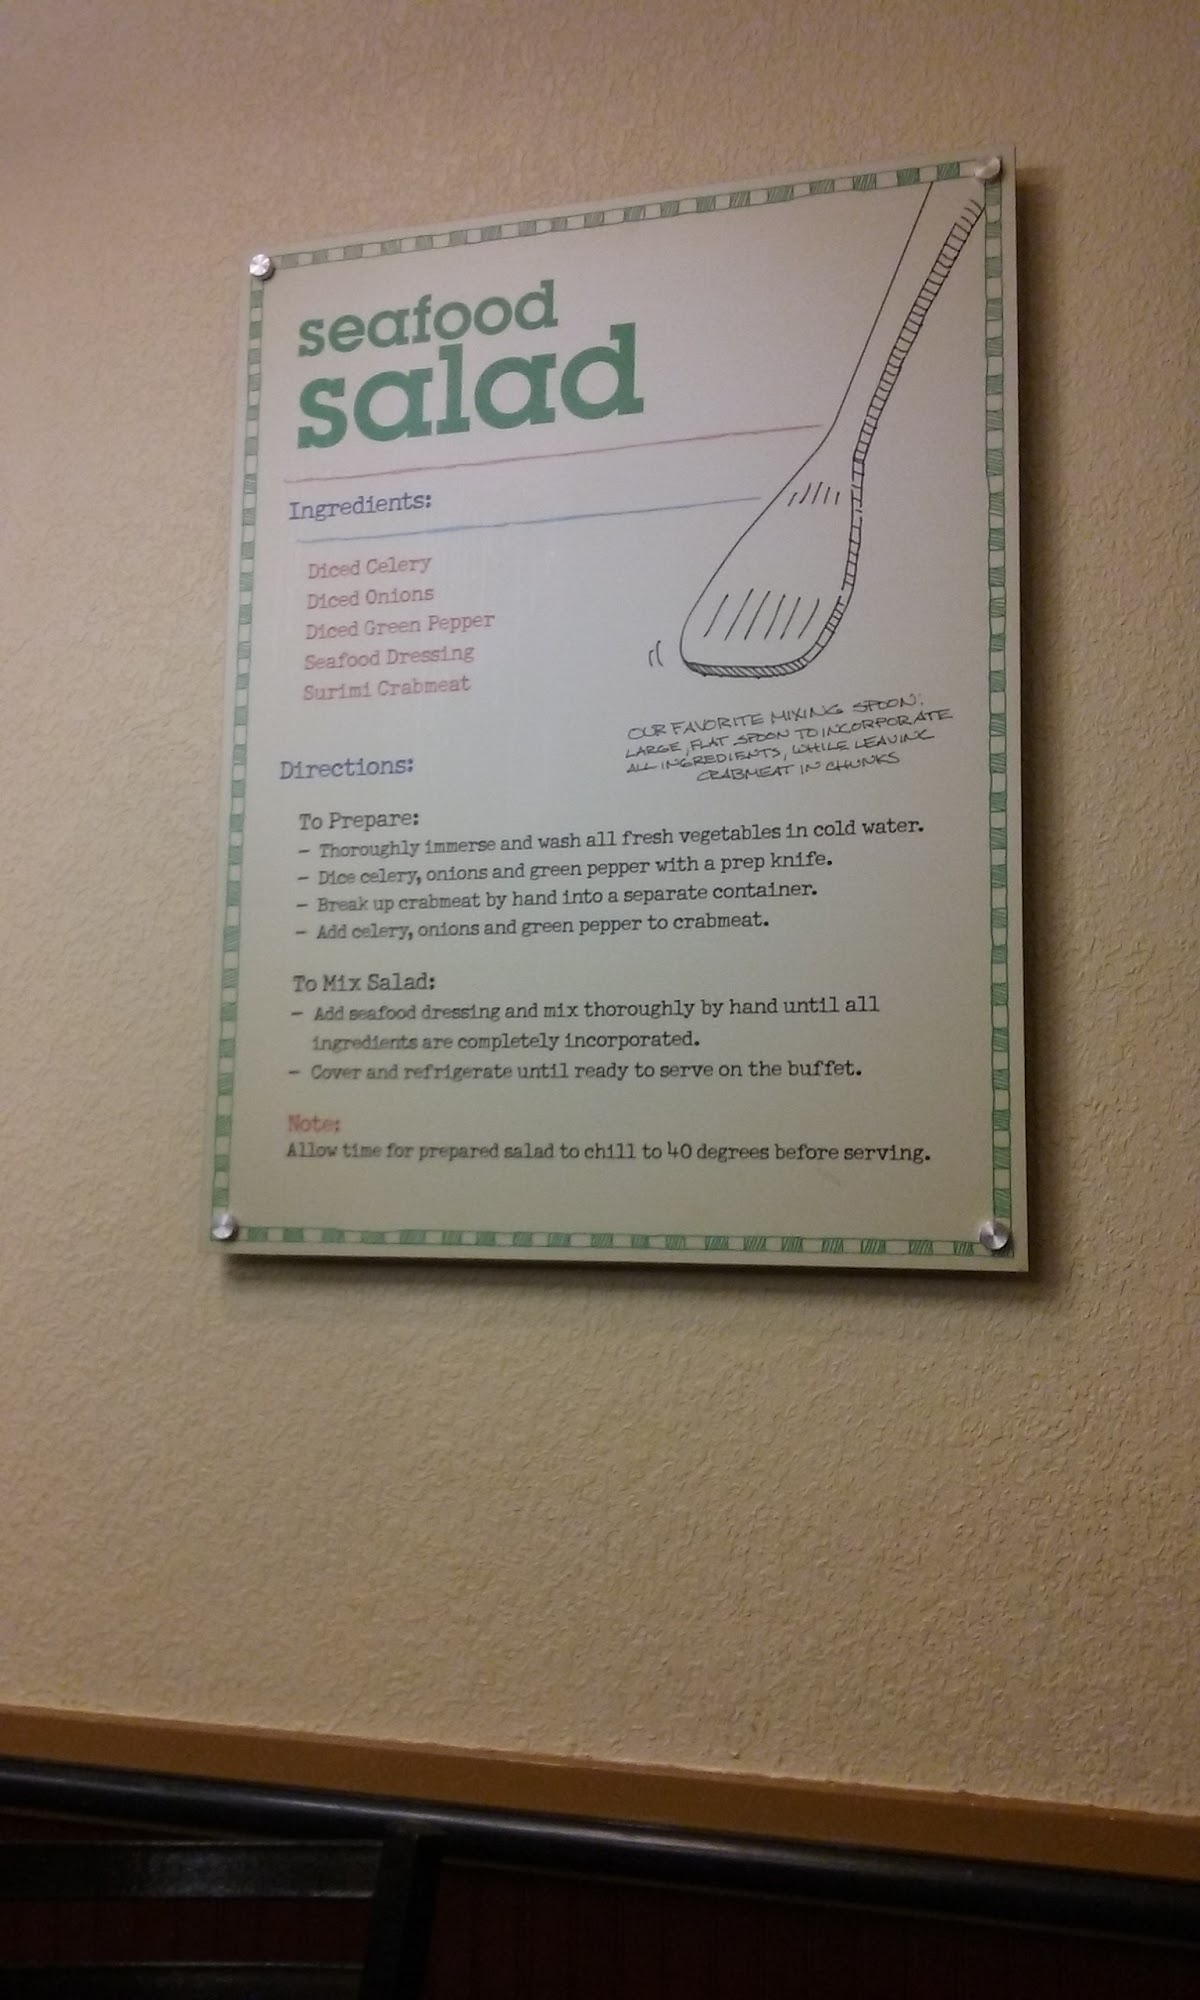 seafood
salad
Ingredients:
Diced Celery
Diced Onions
Diced Green Pepper
Seafood Dressing
Surimi Crabmeat
OUR FAVORITE MIXING SPOON:
LARGE, FLAT SPOON TO INCORPORATE
ALL INGREDIENTS, WHILE LEAVING
CRABMEAT IN CHUNKS
Directions:
To Prepare:
- Thoroughly immerse and wash all fresh vegetables in cold water.
- Dice celery, onions and green pepper with a prep knife.
- Break up crabmeat by hand into a separate container.
- Add celery, onions and green pepper to crabmeat.
To Mix Salad:
- Add seafood dressing and mix thoroughly by hand until all
ingredients are completely incorporated.
- Cover and refrigerate until ready to serve on the buffet.
Note:
Allow time for prepared salad to chill to 40 degrees before serving.